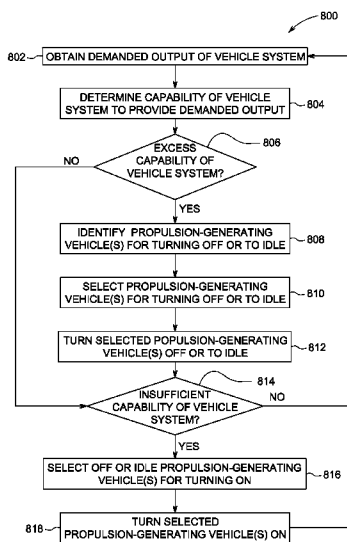 800
802
OBTAIN DEMANDED OUTPUT OF VEHICLE SYSTEM
DETERMINE CAPABILITY OF VEHICLE
SYSTEM TO PROVIDE DEMANDED OUTPUT
804
806
EXCESS
CAPABILITY OF
VEHICLE SYSTEM?
NO
YES
IDENTIFY PROPULSION-GENERATING
VEHICLE(S) FOR TURNING OFF OR TO IDLE
808
SELECT PROPULSION-GENERATING
VEHICLE(S) FOR TURNING OFF OR TO IDLE
810
TURN SELECTED POPULSION-GENERATING
VEHICLE(S) OFF OR TO IDLE
812
814
INSUFFICIENT
CAPABILITY OF VEHICLE
SYSTEM?
NO
YES
SELECT OFF OR IDLE PROPULSION-GENERATING
VEHICLE(S) FOR TURNING ON
816
818
TURN SELECTED
PROPULSION-GENERATING VEHICLE(S) ON